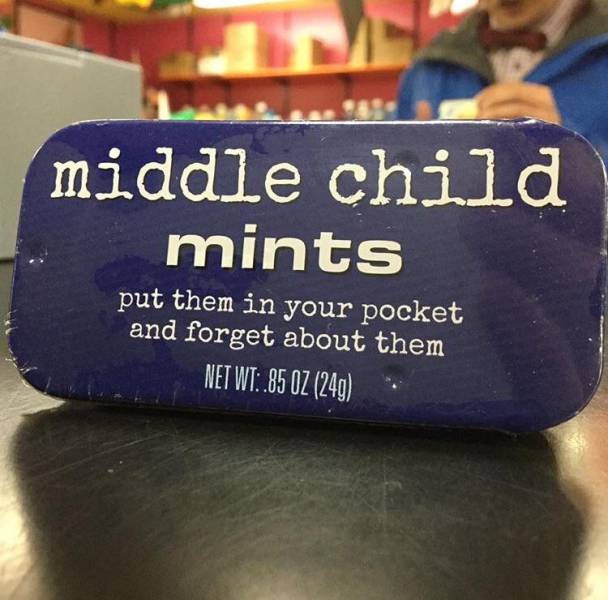 middle child
mints
put them in your pocket
and forget about them
NET WT: .85 OZ (24g)